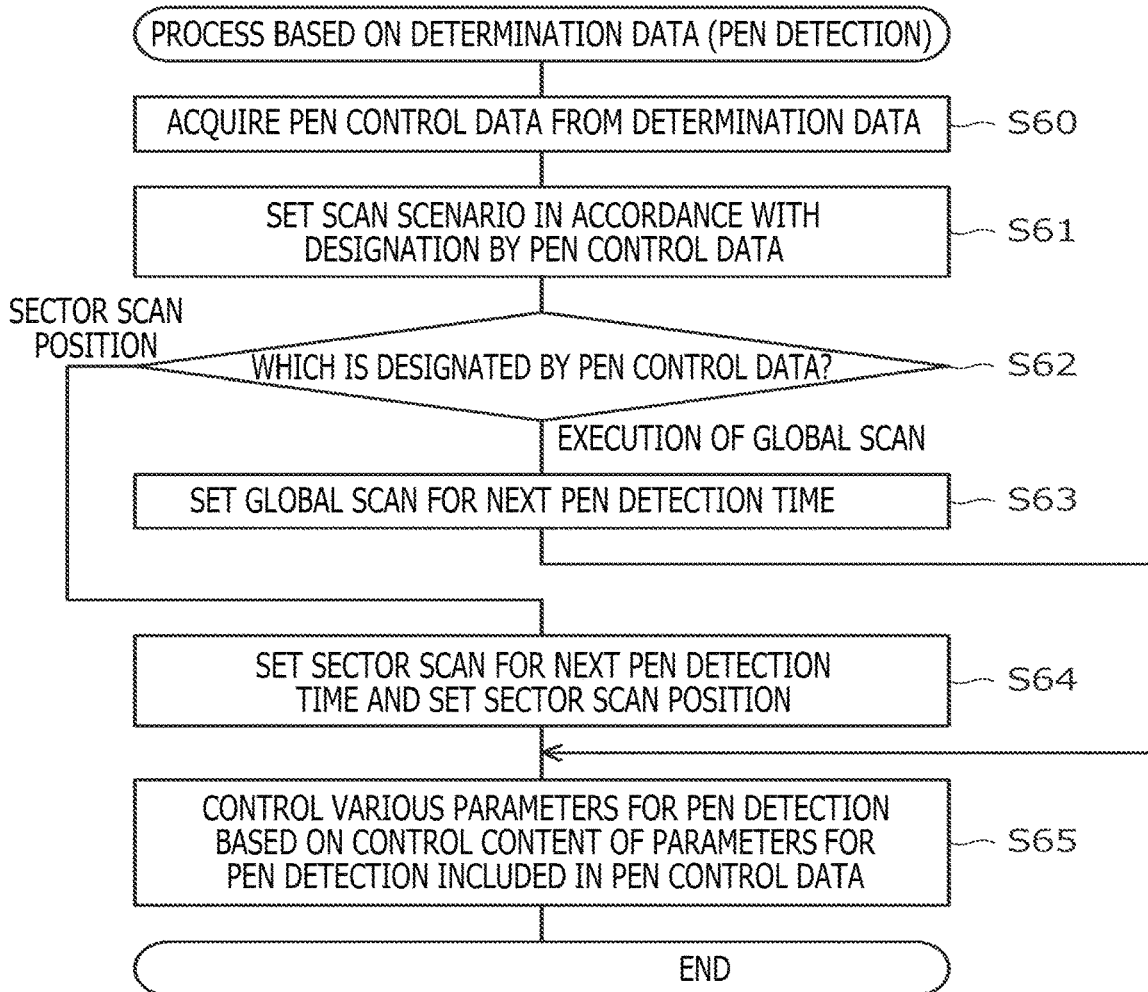 PROCESS BASED ON DETERMINATION DATA (PEN DETECTION)
ACQUIRE PEN CONTROL DATA FROM DETERMINATION DATA
S60
SET SCAN SCENARIO IN ACCORDANCE WITH
DESIGNATION BY PEN CONTROL DATA
S61
SECTOR SCAN
POSITION
WHICH IS DESIGNATED BY PEN CONTROL DATA?
S62
EXECUTION OF GLOBAL SCAN
SET GLOBAL SCAN FOR NEXT PEN DETECTION TIME
S63
SET SECTOR SCAN FOR NEXT PEN DETECTION
TIME AND SET SECTOR SCAN POSITION
S64
CONTROL VARIOUS PARAMETERS FOR PEN DETECTION
BASED ON CONTROL CONTENT OF PARAMETERS FOR
PEN DETECTION INCLUDED IN PEN CONTROL DATA
S65
END